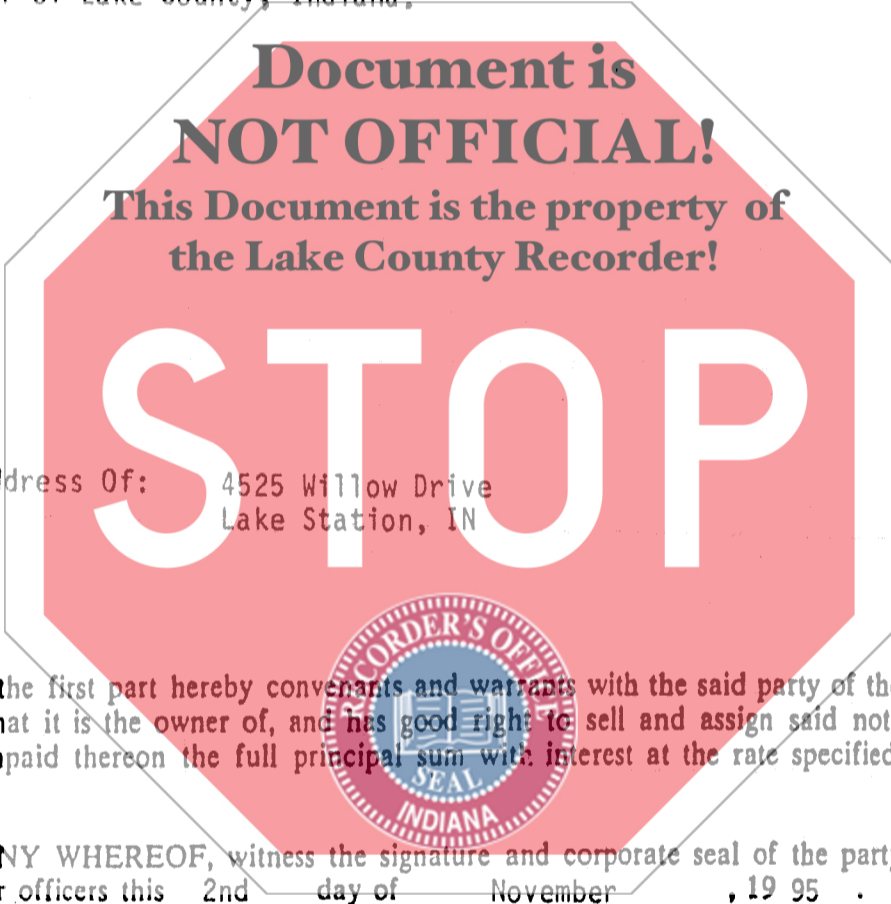 of Lake County, Indiana.
Document is
NOT OFFICIAL!
This Document is the property of
the Lake County Recorder!
STOP
dress Of: 4525 Willow Drive
Lake Station, IN
RECORDER'S OFFICE
SEAL
INDIANA
the first part hereby convenants and warrants with the said party of the
at it is the owner of, and has good right to sell and assign said not
paid thereon the full principal sum with interest at the rate specified
NY WHEREOF, witness the signature and corporate seal of the party
r officers this 2nd day of November , 19 95 .